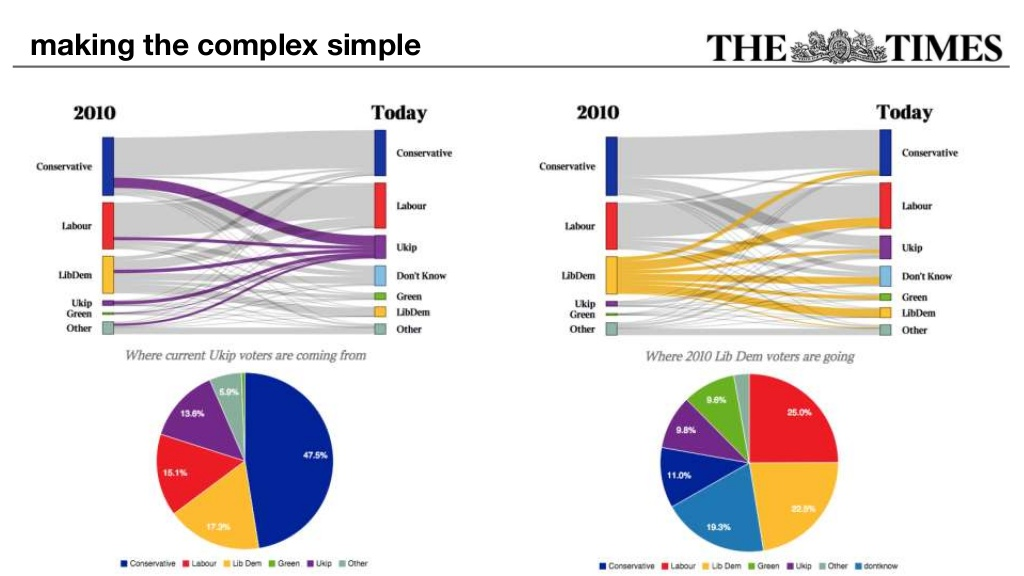 making the complex simple
THE TIMES
2010 Today
Conservative
Labour
LibDem
Ukip
Green
Other
Conservative
Labour
Ukip
Don't Know
Green
LibDem
Other
Where current Ukip voters are coming from
5.9%
13.6%
47.5%
15.1%
17.3%
Conservative Labour Lib Dem Green Ukip Other
2010 Today
Conservative
Labour
LibDem
Ukip
Green
Other
Conservative
Labour
Ukip
Don't Know
Green
LibDem
Other
Where 2010 Lib Dem voters are going
9.6%
25.0%
9.8%
11.0%
19.3%
Conservative Labour Lib Dem Green Ukip Other dontknow